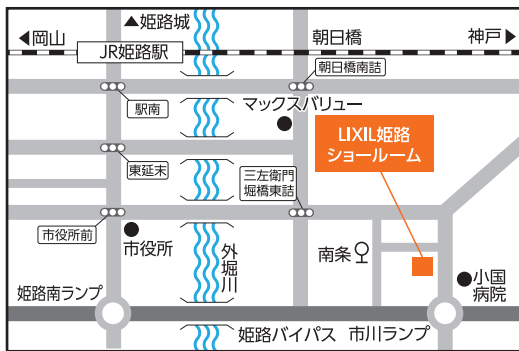 ▲姫路城
◀岡山
JR姫路駅
朝日橋
神戸▶
朝日橋南詰
駅南
マックスバリュー
LIXIL姫路
ショールーム
東延末
三左衛門
堀橋東詰
市役所前
市役所
外堀川
南条
小国
病院
姫路南ランプ
姫路バイパス
市川ランプ